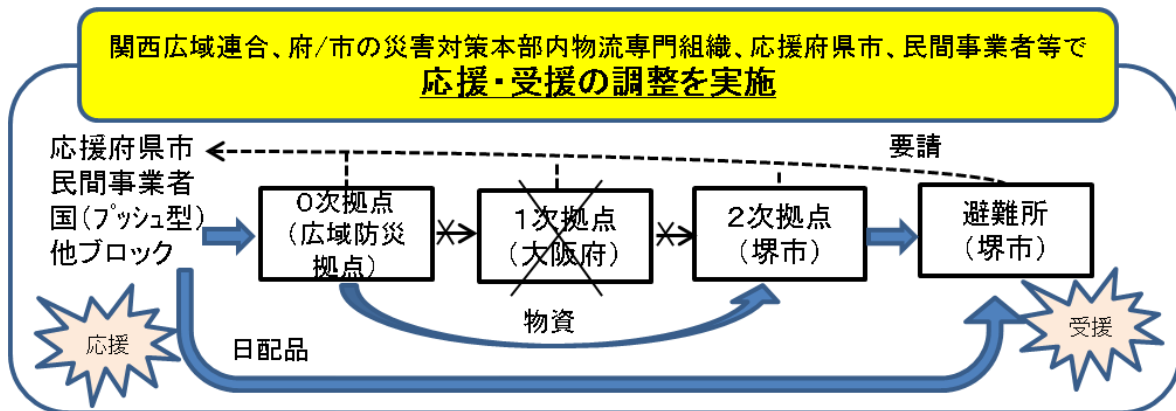 関西広域連合、府/市の災害対策本部内物流専門組織、応援府県市、民間事業者等で
応援・受援の調整を実施
応援府県市
民間事業者
国(プッシュ型)
他ブロック
要請
0次拠点
(広域防災
拠点)
1次拠点
(大阪府)
2次拠点
(堺市)
避難所
(堺市)
物資
応援
日配品
受援